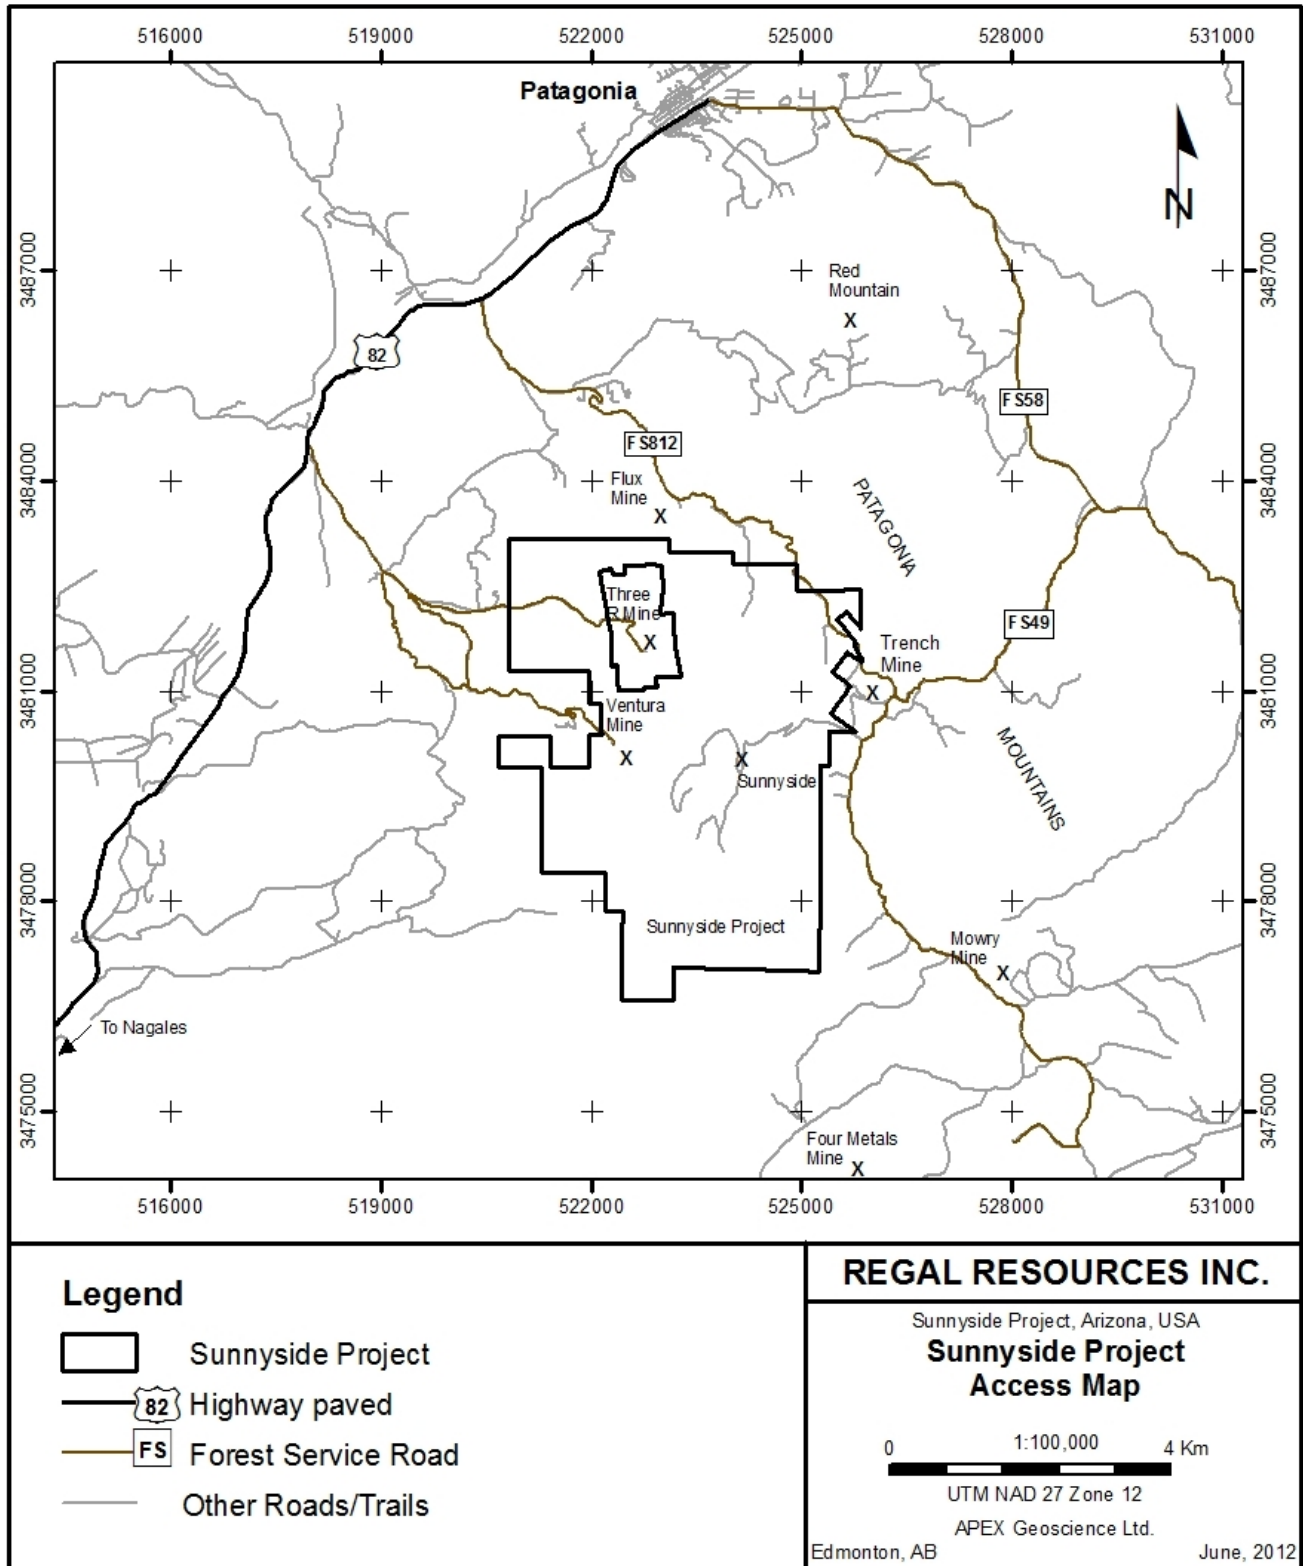 516000 519000 522000 525000 528000 531000
Patagonia
N
3487000
3487000
Red
Mountain
X
82
FS58
FS812
3484000
3484000
Flux
Mine
X
PATAGONIA
Three
R Mine
X
FS49
Trench
Mine
X
3481000
3481000
Ventura
Mine
X
X
Sunnyside
MOUNTAINS
3478000
3478000
Sunnyside Project
Mowry
Mine
X
To Nagales
3475000
3475000
Four Metals
Mine
X
516000 519000 522000 525000 528000 531000
Legend
Sunnyside Project
82 Highway paved
FS Forest Service Road
Other Roads/Trails
REGAL RESOURCES INC.
Sunnyside Project, Arizona, USA
Sunnyside Project
Access Map
0 1:100,000 4 Km
UTM NAD 27 Zone 12
APEX Geoscience Ltd.
Edmonton, AB June, 2012